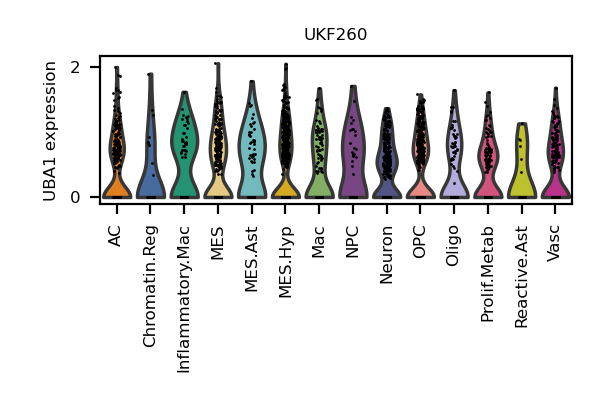 UKF260
UBA1 expression
2
0
AC
Chromatin.Reg
Inflammatory.Mac
MES
MES.Ast
MES.Hyp
Mac
NPC
Neuron
OPC
Oligo
Prolif.Metab
Reactive.Ast
Vasc